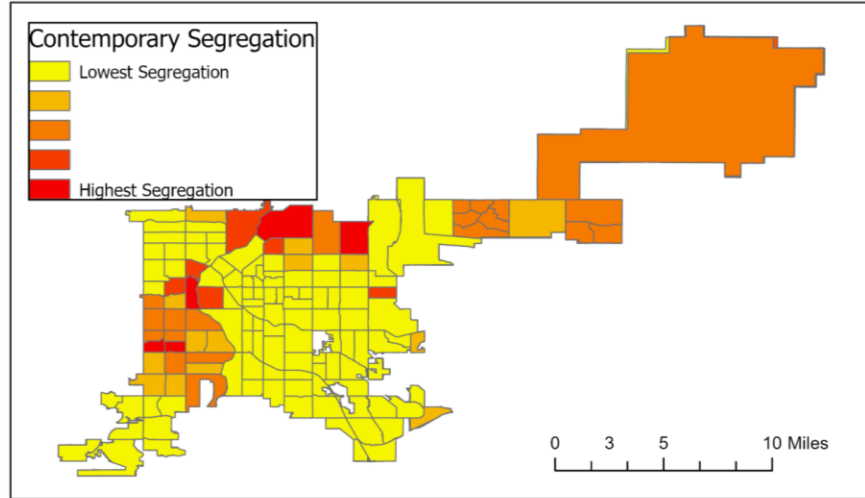 Contemporary Segregation
Lowest Segregation
Highest Segregation
0 3 5 10 Miles